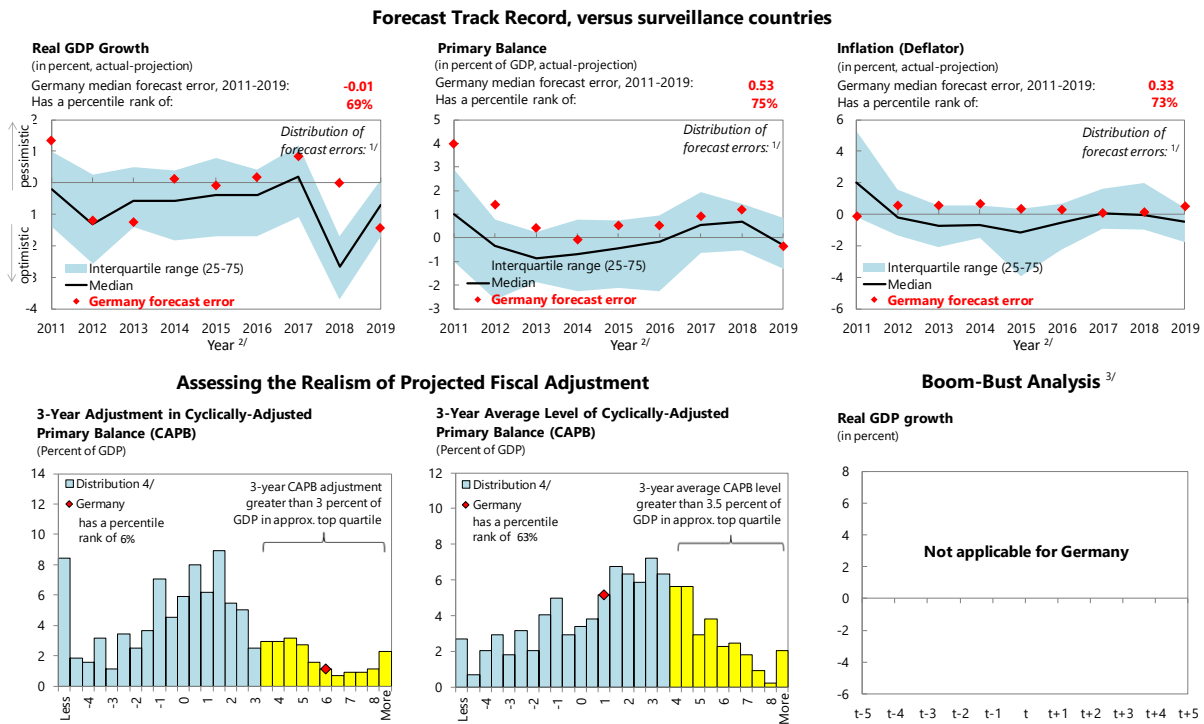 Forecast Track Record, versus surveillance countries
Real GDP Growth
(in percent, actual-projection)
Germany median forecast error, 2011-2019: -0.01
Has a percentile rank of: 69%
pessimistic
optimistic
2
1
0
1
2
-3
-4
Distribution of
forecast errors: 1/
Interquartile range (25-75)
Median
Germany forecast error
2011 2012 2013 2014 2015 2016 2017 2018 2019
Year 2/
Primary Balance
(in percent of GDP, actual-projection)
Germany median forecast error, 2011-2019: 0.53
Has a percentile rank of: 75%
5
4
3
2
1
0
-1
-2
-3
Distribution of
forecast errors: 1/
Interquartile range (25-75)
Median
Germany forecast error
2011 2012 2013 2014 2015 2016 2017 2018 2019
Year 2/
Inflation (Deflator)
(in percent, actual-projection)
Germany median forecast error, 2011-2019: 0.33
Has a percentile rank of: 73%
6
4
2
0
-2
-4
-6
Distribution of
forecast errors: 1/
Interquartile range (25-75)
Median
Germany forecast error
2011 2012 2013 2014 2015 2016 2017 2018 2019
Year 2/
Assessing the Realism of Projected Fiscal Adjustment
3-Year Adjustment in Cyclically-Adjusted
Primary Balance (CAPB)
(Percent of GDP)
14
12
10
8
6
4
2
0
Distribution 4/
Germany
has a percentile
rank of 6%
3-year CAPB adjustment
greater than 3 percent of
GDP in approx. top quartile
Less -4 -3 -2 -1 0 1 2 3 4 5 6 7 8 More
3-Year Average Level of Cyclically-Adjusted
Primary Balance (CAPB)
(Percent of GDP)
12
10
8
6
4
2
0
Distribution 4/
Germany
has a percentile
rank of 63%
3-year average CAPB level
greater than 3.5 percent of
GDP in approx. top quartile
Less -4 -3 -2 -1 0 1 2 3 4 5 6 7 8 More
Boom-Bust Analysis 3/
Real GDP growth
(in percent)
8
6
4
2
0
-2
-4
-6
Not applicable for Germany
t-5 t-4 t-3 t-2 t-1 t t+1 t+2 t+3 t+4 t+5